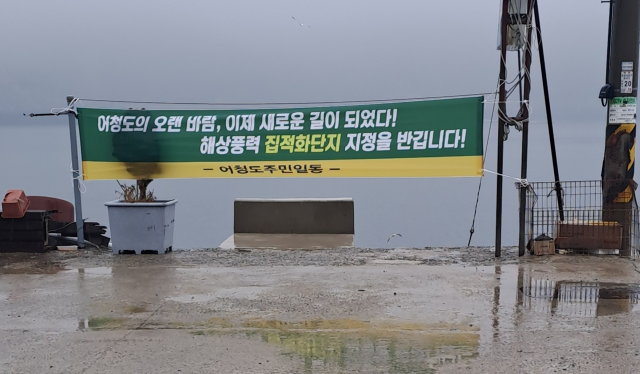 어청도의 오랜 바람, 이제 새로운 길이 되었다!
해상풍력 집적화단지 지정을 반깁니다!
- 어청도주민일동 -